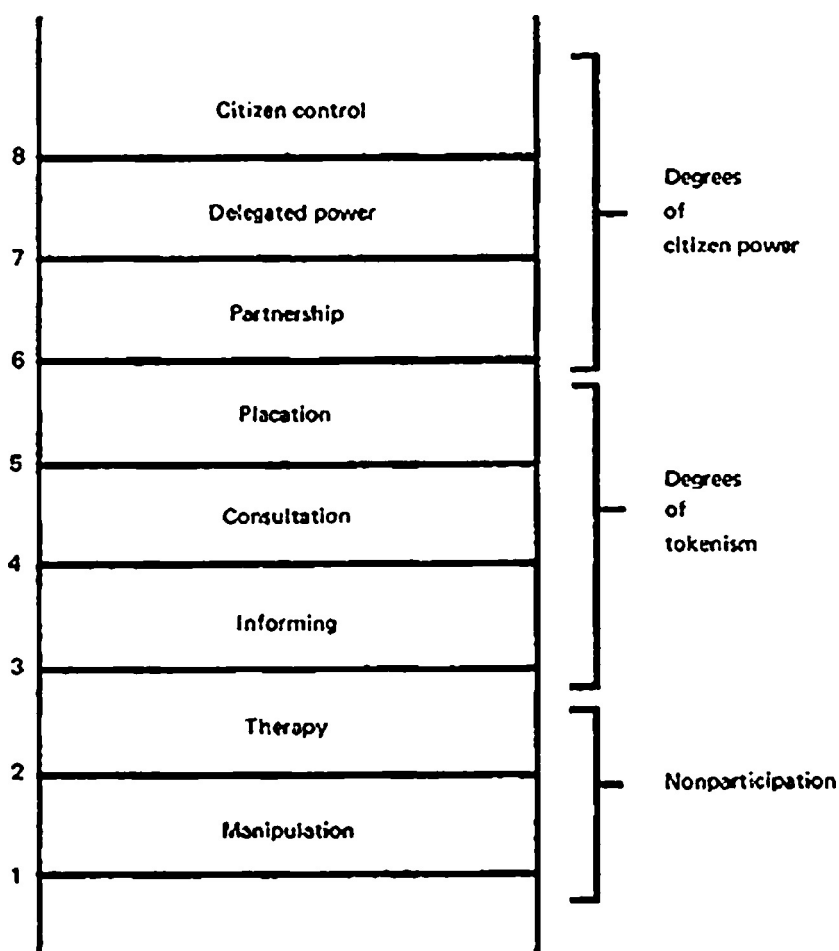 Citizen control
8
Delegated power
7
Partnership
6
Placation
5
Consultation
4
Informing
3
Therapy
2
Manipulation
1
Degrees
of
citizen power
Degrees
of
tokenism
Nonparticipation